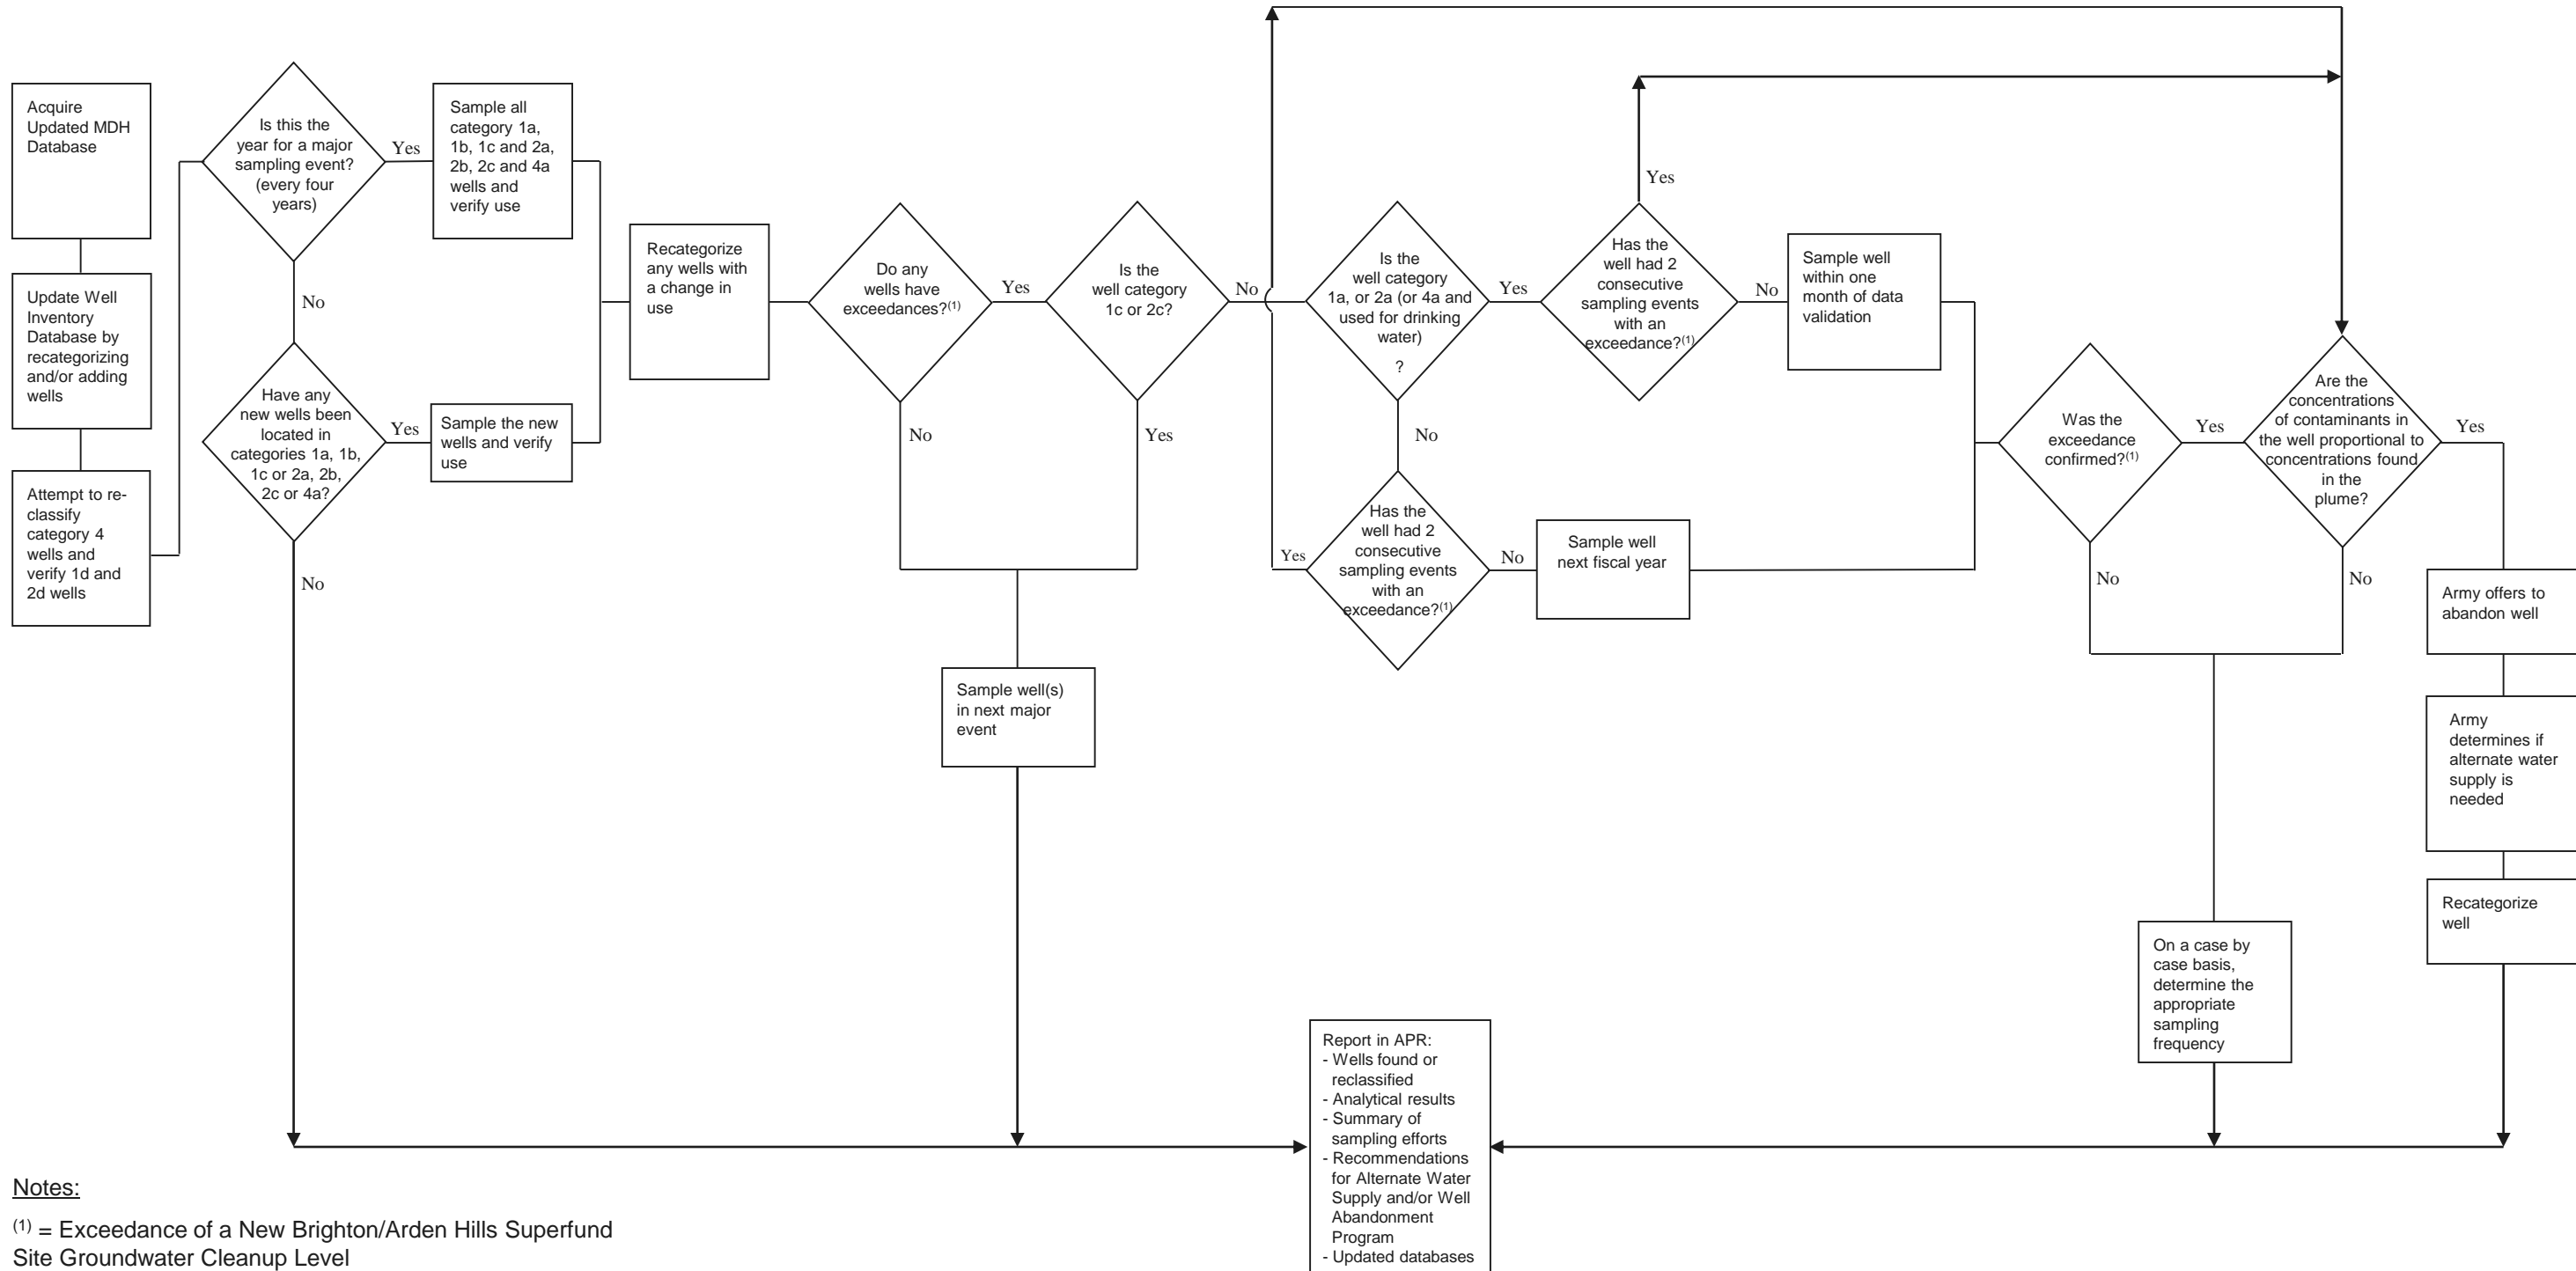 Acquire
Updated MDH
Database
Update Well
Inventory
Database by
recategorizing
and/or adding
wells
Attempt to re-
classify
category 4
wells and
verify 1d and
2d wells
Is this the
year for a major
sampling event?
(every four
years)
Yes
No
Sample all
category 1a,
1b, 1c and 2a,
2b, 2c and 4a
wells and
verify use
Have any
new wells been
located in
categories 1a, 1b,
1c or 2a, 2b,
2c or 4a?
Yes
No
Sample the new
wells and verify
use
Recategorize
any wells with
a change in
use
Do any
wells have
exceedances?(1)
Yes
No
Is the
well category
1c or 2c?
No
Yes
Sample well(s)
in next major
event
Is the
well category
1a, or 2a (or 4a and
used for drinking
water)
?
Yes
No
Has the
well had 2
consecutive
sampling events
with an
exceedance?(1)
Yes
No
Sample well
within one
month of data
validation
Has the
well had 2
consecutive
sampling events
with an
exceedance?(1)
Yes
No
Sample well
next fiscal year
Was the
exceedance
confirmed?(1)
Yes
No
Are the
concentrations
of contaminants in
the well proportional to
concentrations found
in the
plume?
Yes
No
Army offers to
abandon well
Army
determines if
alternate water
supply is
needed
Recategorize
well
On a case by
case basis,
determine the
appropriate
sampling
frequency
Report in APR:
- Wells found or
reclassified
- Analytical results
- Summary of
sampling efforts
- Recommendations
for Alternate Water
Supply and/or Well
Abandonment
Program
- Updated databases
Notes:
(1) = Exceedance of a New Brighton/Arden Hills Superfund
Site Groundwater Cleanup Level